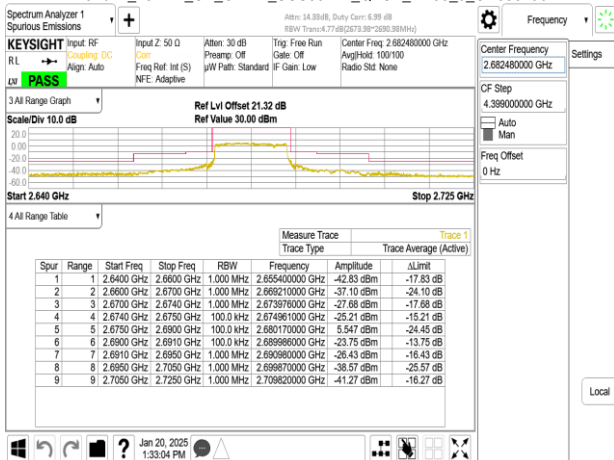 Spectrum Analyzer 1
Spurious Emissions
Attn: 14.88dB, Duty Corr: 6.99 dB
RBW Trans:4.77dB(2673.98~2690.98MHz)
Frequency
KEYSIGHT
RL
PASS
Input: RF
Coupling: DC
Align: Auto
Input Z: 50 Ω
Corr
Freq Ref: Int (S)
NFE: Adaptive
Atten: 30 dB
Preamp: Off
µW Path: Standard
Trig: Free Run
Gate: Off
IF Gain: Low
Center Freq: 2.682480000 GHz
Avg|Hold: 100/100
Radio Std: None
Center Frequency
2.682480000 GHz
Settings
CF Step
4.399000000 GHz
Auto
Man
Freq Offset
0 Hz
3 All Range Graph
Scale/Div 10.0 dB
Ref Lvl Offset 21.32 dB
Ref Value 30.00 dBm
20.0
0.00
-20.0
-40.0
-60.0
Start 2.640 GHz
Stop 2.725 GHz
4 All Range Table
Measure Trace Trace 1
Trace Type Trace Average (Active)
Spur Range Start Freq Stop Freq RBW Frequency Amplitude ΔLimit
1 1 2.6400 GHz 2.6600 GHz 1.000 MHz 2.655400000 GHz -42.83 dBm -17.83 dB
2 2 2.6600 GHz 2.6700 GHz 1.000 MHz 2.669210000 GHz -37.10 dBm -24.10 dB
3 3 2.6700 GHz 2.6740 GHz 1.000 MHz 2.673976000 GHz -27.68 dBm -17.68 dB
4 4 2.6740 GHz 2.6750 GHz 100.0 kHz 2.674961000 GHz -25.21 dBm -15.21 dB
5 5 2.6750 GHz 2.6900 GHz 100.0 kHz 2.680170000 GHz 5.547 dBm -24.45 dB
6 6 2.6900 GHz 2.6910 GHz 100.0 kHz 2.689986000 GHz -23.75 dBm -13.75 dB
7 7 2.6910 GHz 2.6950 GHz 1.000 MHz 2.690980000 GHz -26.43 dBm -16.43 dB
8 8 2.6950 GHz 2.7050 GHz 1.000 MHz 2.699870000 GHz -38.57 dBm -25.57 dB
9 9 2.7050 GHz 2.7250 GHz 1.000 MHz 2.709820000 GHz -41.27 dBm -16.27 dB
Local
Jan 20, 2025
1:33:04 PM